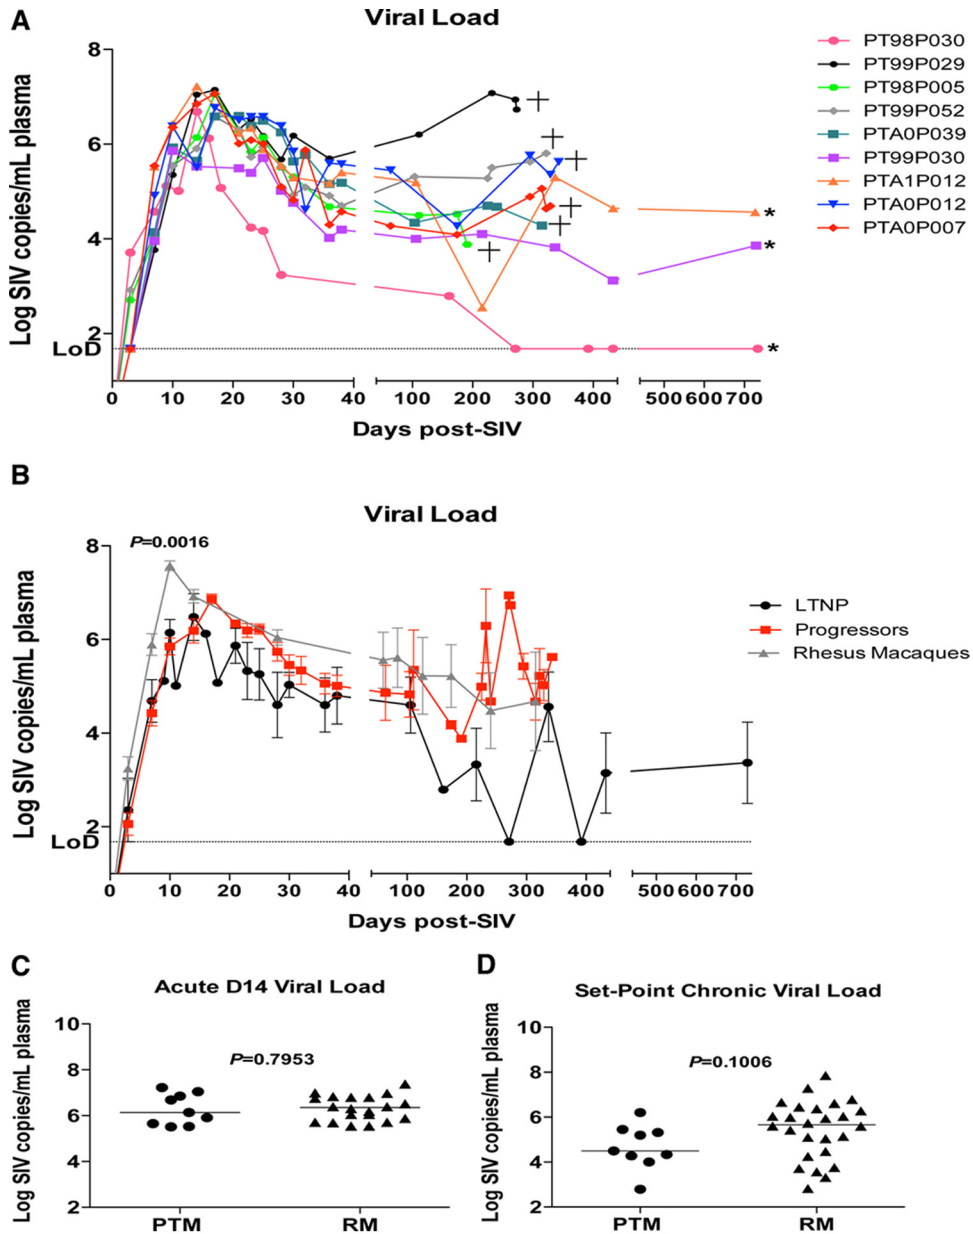 A
Viral Load
Log SIV copies/mL plasma
8
6
4
2
LoD
0 10 20 30 40 100 200 300 400 500 600 700
Days post-SIV
PT98P030
PT99P029
PT98P005
PT99P052
PTA0P039
PT99P030
PTA1P012
PTA0P012
PTA0P007
*
*
*
B
Viral Load
P=0.0016
Log SIV copies/mL plasma
8
6
4
2
LoD
0 10 20 30 40 100 200 300 400 500 600 700
Days post-SIV
LTNP
Progressors
Rhesus Macaques
C
Acute D14 Viral Load
P=0.7953
Log SIV copies/mL plasma
10
8
6
4
2
PTM RM
D
Set-Point Chronic Viral Load
P=0.1006
Log SIV copies/mL plasma
10
8
6
4
2
PTM RM